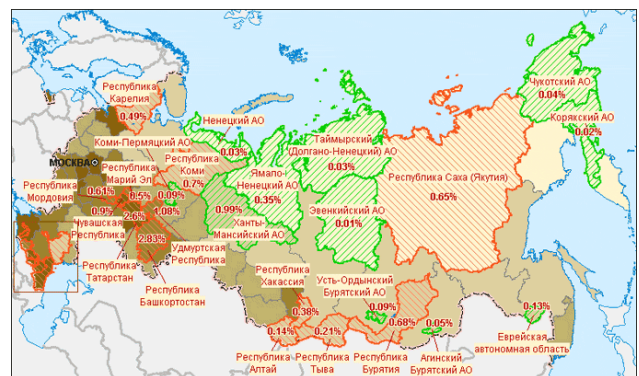 Республика
Карелия
0.49%
Ненецкий АО
0.03%
Коми-Пермяцкий АО
МОСКВА
Республика
Марий Эл
Республика
Коми
0.7%
Республика
Мордовия
0.61%
0.5%
0.09%
0.9%
2.6%
1.08%
Чувашская
Республика
2.83%
Удмуртская
Республика
Республика
Татарстан
Республика
Башкортостан
Ямало-
Ненецкий АО
0.35%
0.99%
Ханты-
Мансийский АО
Таймырский
(Долгано-Ненецкий) АО
0.03%
Эвенкийский АО
0.01%
Республика Саха (Якутия)
0.65%
Чукотский АО
0.04%
Корякский АО
0.02%
Республика
Хакассия
0.38%
Усть-Ордынский
Бурятский АО
0.09%
0.14%
0.21%
0.68%
0.05%
0.13%
Республика
Алтай
Республика
Тыва
Республика
Бурятия
Агинский
Бурятский АО
Еврейская
автономная область